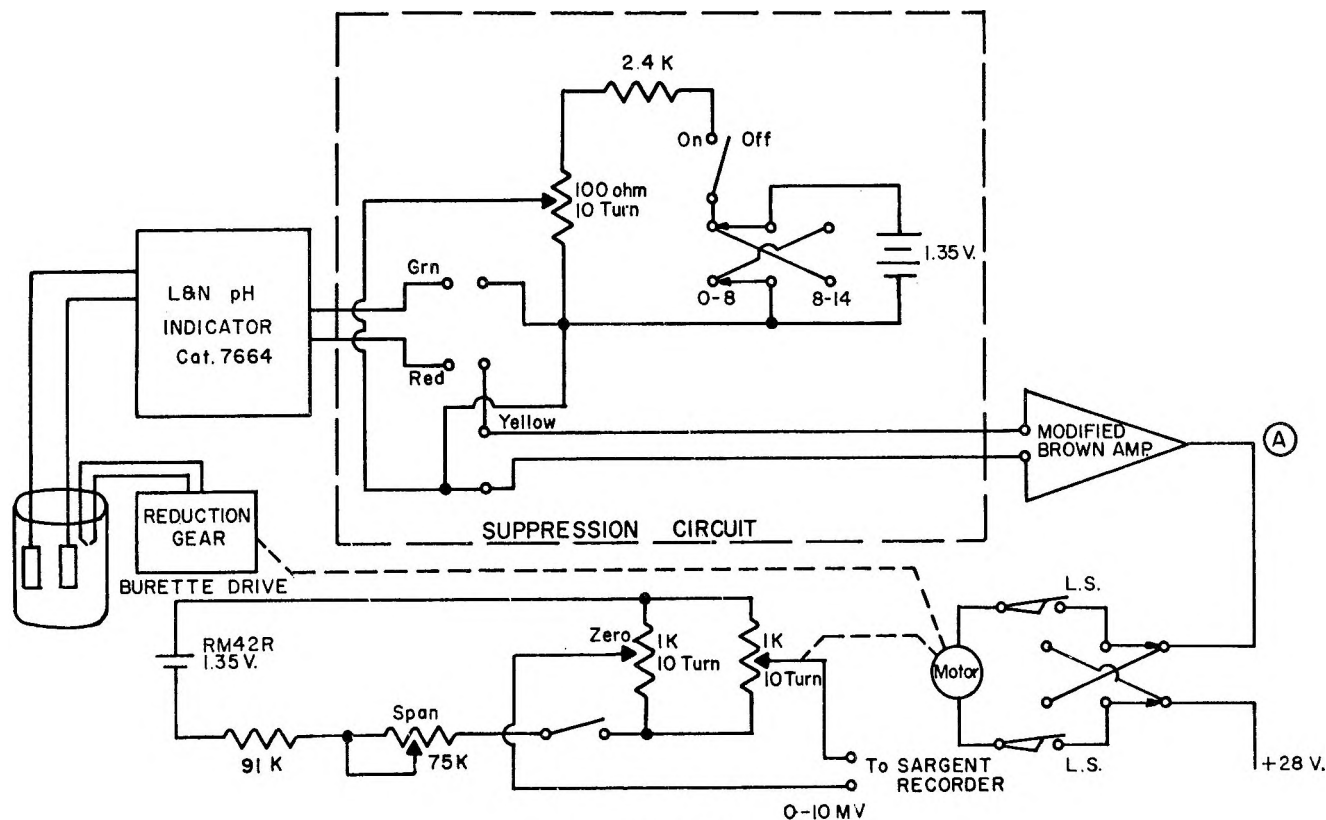 2.4 K
On
Off
100 ohm
10 Turn
1.35 V.
0-8
8-14
Grn
Red
Yellow
L&N pH
INDICATOR
Cat. 7664
MODIFIED
BROWN AMP.
A
SUPPRESSION CIRCUIT
REDUCTION
GEAR
BURETTE DRIVE
L.S.
RM42R
1.35V.
Zero
1K
10 Turn
1K
10 Turn
Motor
Span
91 K
75K
L.S.
+28 V.
To SARGENT
RECORDER
0-10 MV